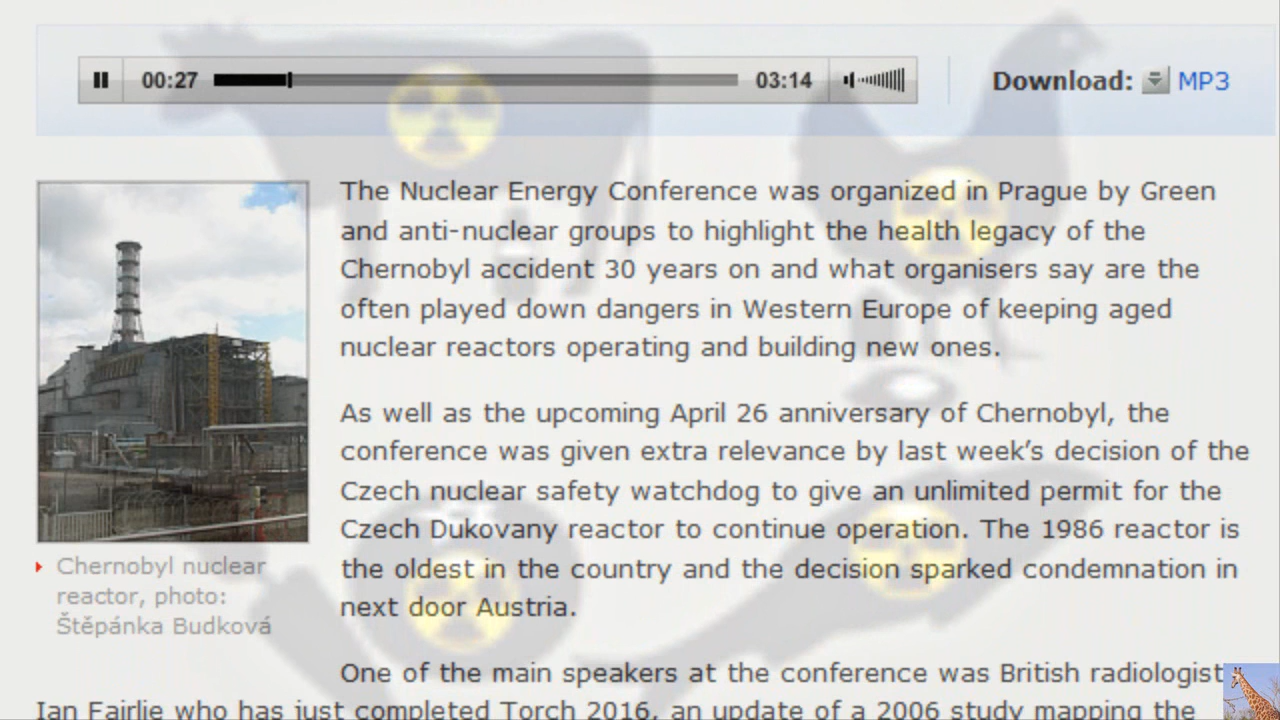 00:27
03:14
Download: MP3
The Nuclear Energy Conference was organized in Prague by Green
and anti-nuclear groups to highlight the health legacy of the
Chernobyl accident 30 years on and what organisers say are the
often played down dangers in Western Europe of keeping aged
nuclear reactors operating and building new ones.
As well as the upcoming April 26 anniversary of Chernobyl, the
conference was given extra relevance by last week’s decision of the
Czech nuclear safety watchdog to give an unlimited permit for the
Czech Dukovany reactor to continue operation. The 1986 reactor is
the oldest in the country and the decision sparked condemnation in
next door Austria.
Chernobyl nuclear
reactor, photo:
Štěpánka Budková
One of the main speakers at the conference was British radiologist
Ian Fairlie who has just completed Torch 2016, an update of a 2006 study mapping the